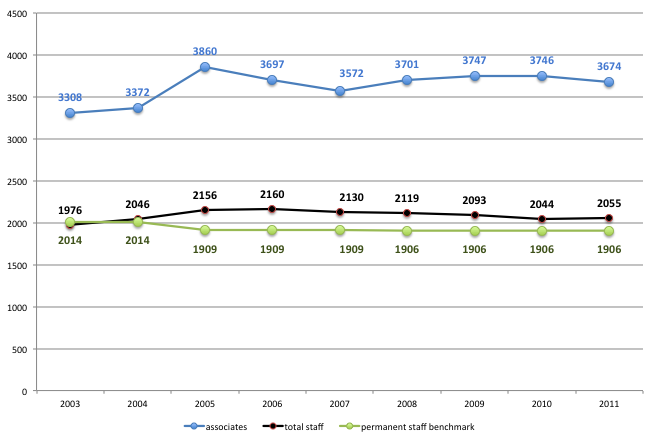 4500
4000
3500
3000
2500
2000
1500
1000
500
0
3308 3372 3860 3697 3572 3701 3747 3746 3674
1976 2046 2156 2160 2130 2119 2093 2044 2055
2014 2014 1909 1909 1909 1906 1906 1906 1906
2003 2004 2005 2006 2007 2008 2009 2010 2011
associates total staff permanent staff benchmark